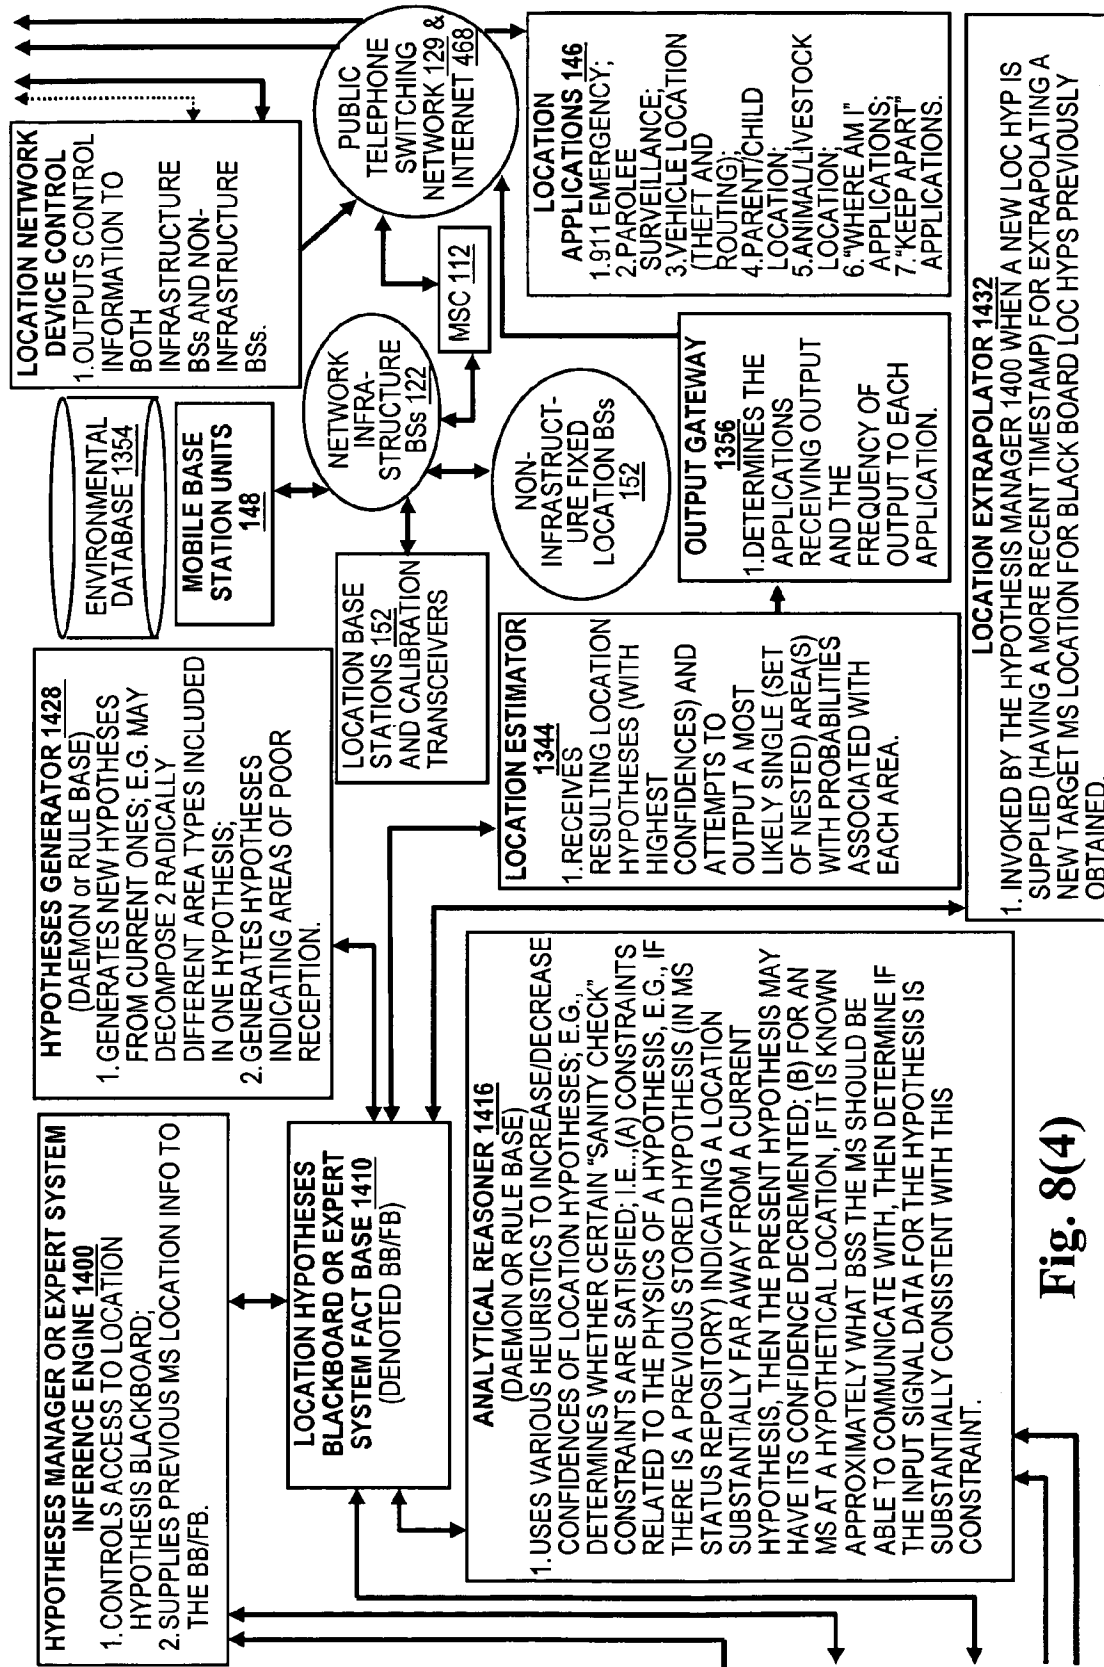 HYPOTHESES MANAGER OR EXPERT SYSTEM
INFERENCE ENGINE 1400
1. CONTROLS ACCESS TO LOCATION
HYPOTHESIS BLACKBOARD;
2. SUPPLIES PREVIOUS MS LOCATION INFO TO
THE BB/FB.
HYPOTHESES GENERATOR 1428
(DAEMON or RULE BASE)
1. GENERATES NEW HYPOTHESES
FROM CURRENT ONES; E.G. MAY
DECOMPOSE 2 RADICALLY
DIFFERENT AREA TYPES INCLUDED
IN ONE HYPOTHESIS;
2. GENERATES HYPOTHESES
INDICATING AREAS OF POOR
RECEPTION.
ENVIRONMENTAL
DATABASE 1354
MOBILE BASE
STATION UNITS
148
LOCATION NETWORK
DEVICE CONTROL
1. OUTPUTS CONTROL
INFORMATION TO
BOTH
INFRASTRUCTURE
BSs AND NON-
INFRASTRUCTURE
BSs.
LOCATION HYPOTHESES
BLACKBOARD OR EXPERT
SYSTEM FACT BASE 1410
(DENOTED BB/FB)
LOCATION BASE
STATIONS 152
AND CALIBRATION
TRANSCEIVERS
NETWORK
INFRA-
STRUCTURE
BSs 122
MSC 112
PUBLIC
TELEPHONE
SWITCHING
NETWORK 129 &
INTERNET 468
NON-
INFRASTRUCT-
URE FIXED
LOCATION BSs
152
ANALYTICAL REASONER 1416
(DAEMON OR RULE BASE)
1. USES VARIOUS HEURISTICS TO INCREASE/DECREASE
CONFIDENCES OF LOCATION HYPOTHESES; E.G.,
DETERMINES WHETHER CERTAIN "SANITY CHECK"
CONSTRAINTS ARE SATISFIED; I.E..,(A) CONSTRAINTS
RELATED TO THE PHYSICS OF A HYPOTHESIS, E.G., IF
THERE IS A PREVIOUS STORED HYPOTHESIS (IN MS
STATUS REPOSITORY) INDICATING A LOCATION
SUBSTANTIALLY FAR AWAY FROM A CURRENT
HYPOTHESIS, THEN THE PRESENT HYPOTHESIS MAY
HAVE ITS CONFIDENCE DECREMENTED; (B) FOR AN
MS AT A HYPOTHETICAL LOCATION, IF IT IS KNOWN
APPROXIMATELY WHAT BSS THE MS SHOULD BE
ABLE TO COMMUNICATE WITH, THEN DETERMINE IF
THE INPUT SIGNAL DATA FOR THE HYPOTHESIS IS
SUBSTANTIALLY CONSISTENT WITH THIS
CONSTRAINT.
LOCATION ESTIMATOR
1344
1. RECEIVES
RESULTING LOCATION
HYPOTHESES (WITH
HIGHEST
CONFIDENCES) AND
ATTEMPTS TO
OUTPUT A MOST
LIKELY SINGLE (SET
OF NESTED) AREA(S)
WITH PROBABILITIES
ASSOCIATED WITH
EACH AREA.
OUTPUT GATEWAY
1356
1. DETERMINES THE
APPLICATIONS
RECEIVING OUTPUT
AND THE
FREQUENCY OF
OUTPUT TO EACH
APPLICATION.
LOCATION
APPLICATIONS 146
1. 911 EMERGENCY;
2. PAROLEE
SURVEILLANCE;
3. VEHICLE LOCATION
(THEFT AND
ROUTING);
4. PARENT/CHILD
LOCATION;
5. ANIMAL/LIVESTOCK
LOCATION;
6. "WHERE AM I"
APPLICATIONS;
7. "KEEP APART"
APPLICATIONS.
LOCATION EXTRAPOLATOR 1432
1. INVOKED BY THE HYPOTHESIS MANAGER 1400 WHEN A NEW LOC HYP IS
SUPPLIED (HAVING A MORE RECENT TIMESTAMP) FOR EXTRAPOLATING A
NEW TARGET MS LOCATION FOR BLACK BOARD LOC HYPS PREVIOUSLY
OBTAINED.
Fig. 8(4)